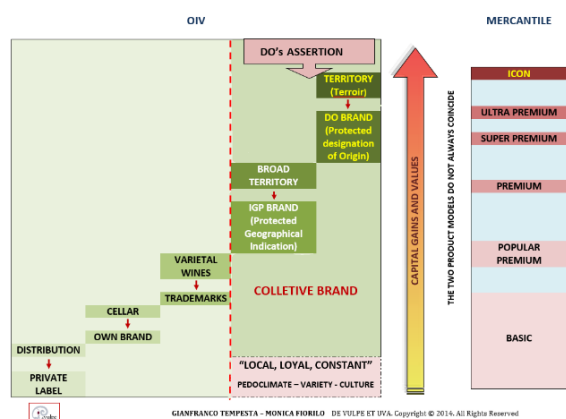 OIV
MERCANTILE
DO's ASSERTION
TERRITORY
(Terroir)
DO BRAND
(Protected
designation
of Origin)
BROAD
TERRITORY
IGP BRAND
(Protected
Geographical
Indication)
VARIETAL
WINES
TRADEMARKS
COLLETIVE BRAND
CELLAR
OWN BRAND
DISTRIBUTION
PRIVATE
LABEL
"LOCAL, LOYAL, CONSTANT"
PEDOCLIMATE – VARIETY - CULTURE
CAPITAL GAINS AND VALUES
THE TWO PRODUCT MODELS DO NOT ALWAYS COINCIDE
ICON
ULTRA PREMIUM
SUPER PREMIUM
PREMIUM
POPULAR
PREMIUM
BASIC
GIANFRANCO TEMPESTA – MONICA FIORILO DE VULPE ET UVA. Copyright © 2014. All Rights Reserved